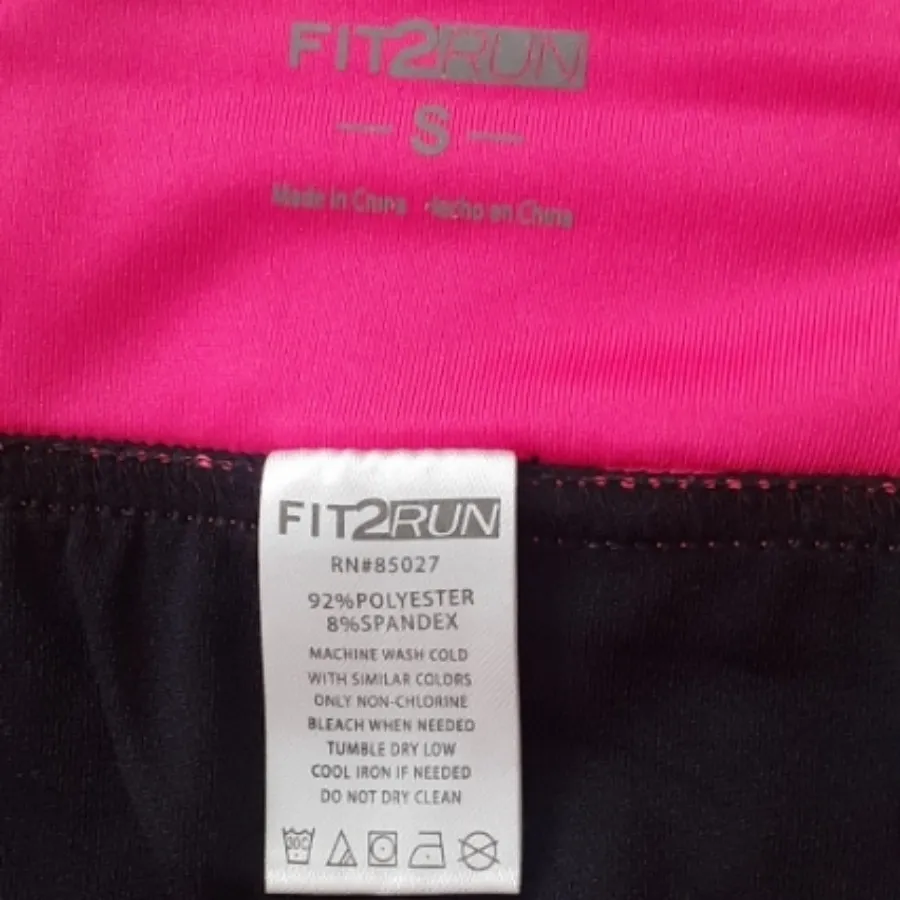 FIT2RUN
— S —
Made in China Hecho en China
FIT2RUN
RN#85027
92%POLYESTER
8%SPANDEX
MACHINE WASH COLD
WITH SIMILAR COLORS
ONLY NON-CHLORINE
BLEACH WHEN NEEDED
TUMBLE DRY LOW
COOL IRON IF NEEDED
DO NOT DRY CLEAN
30C